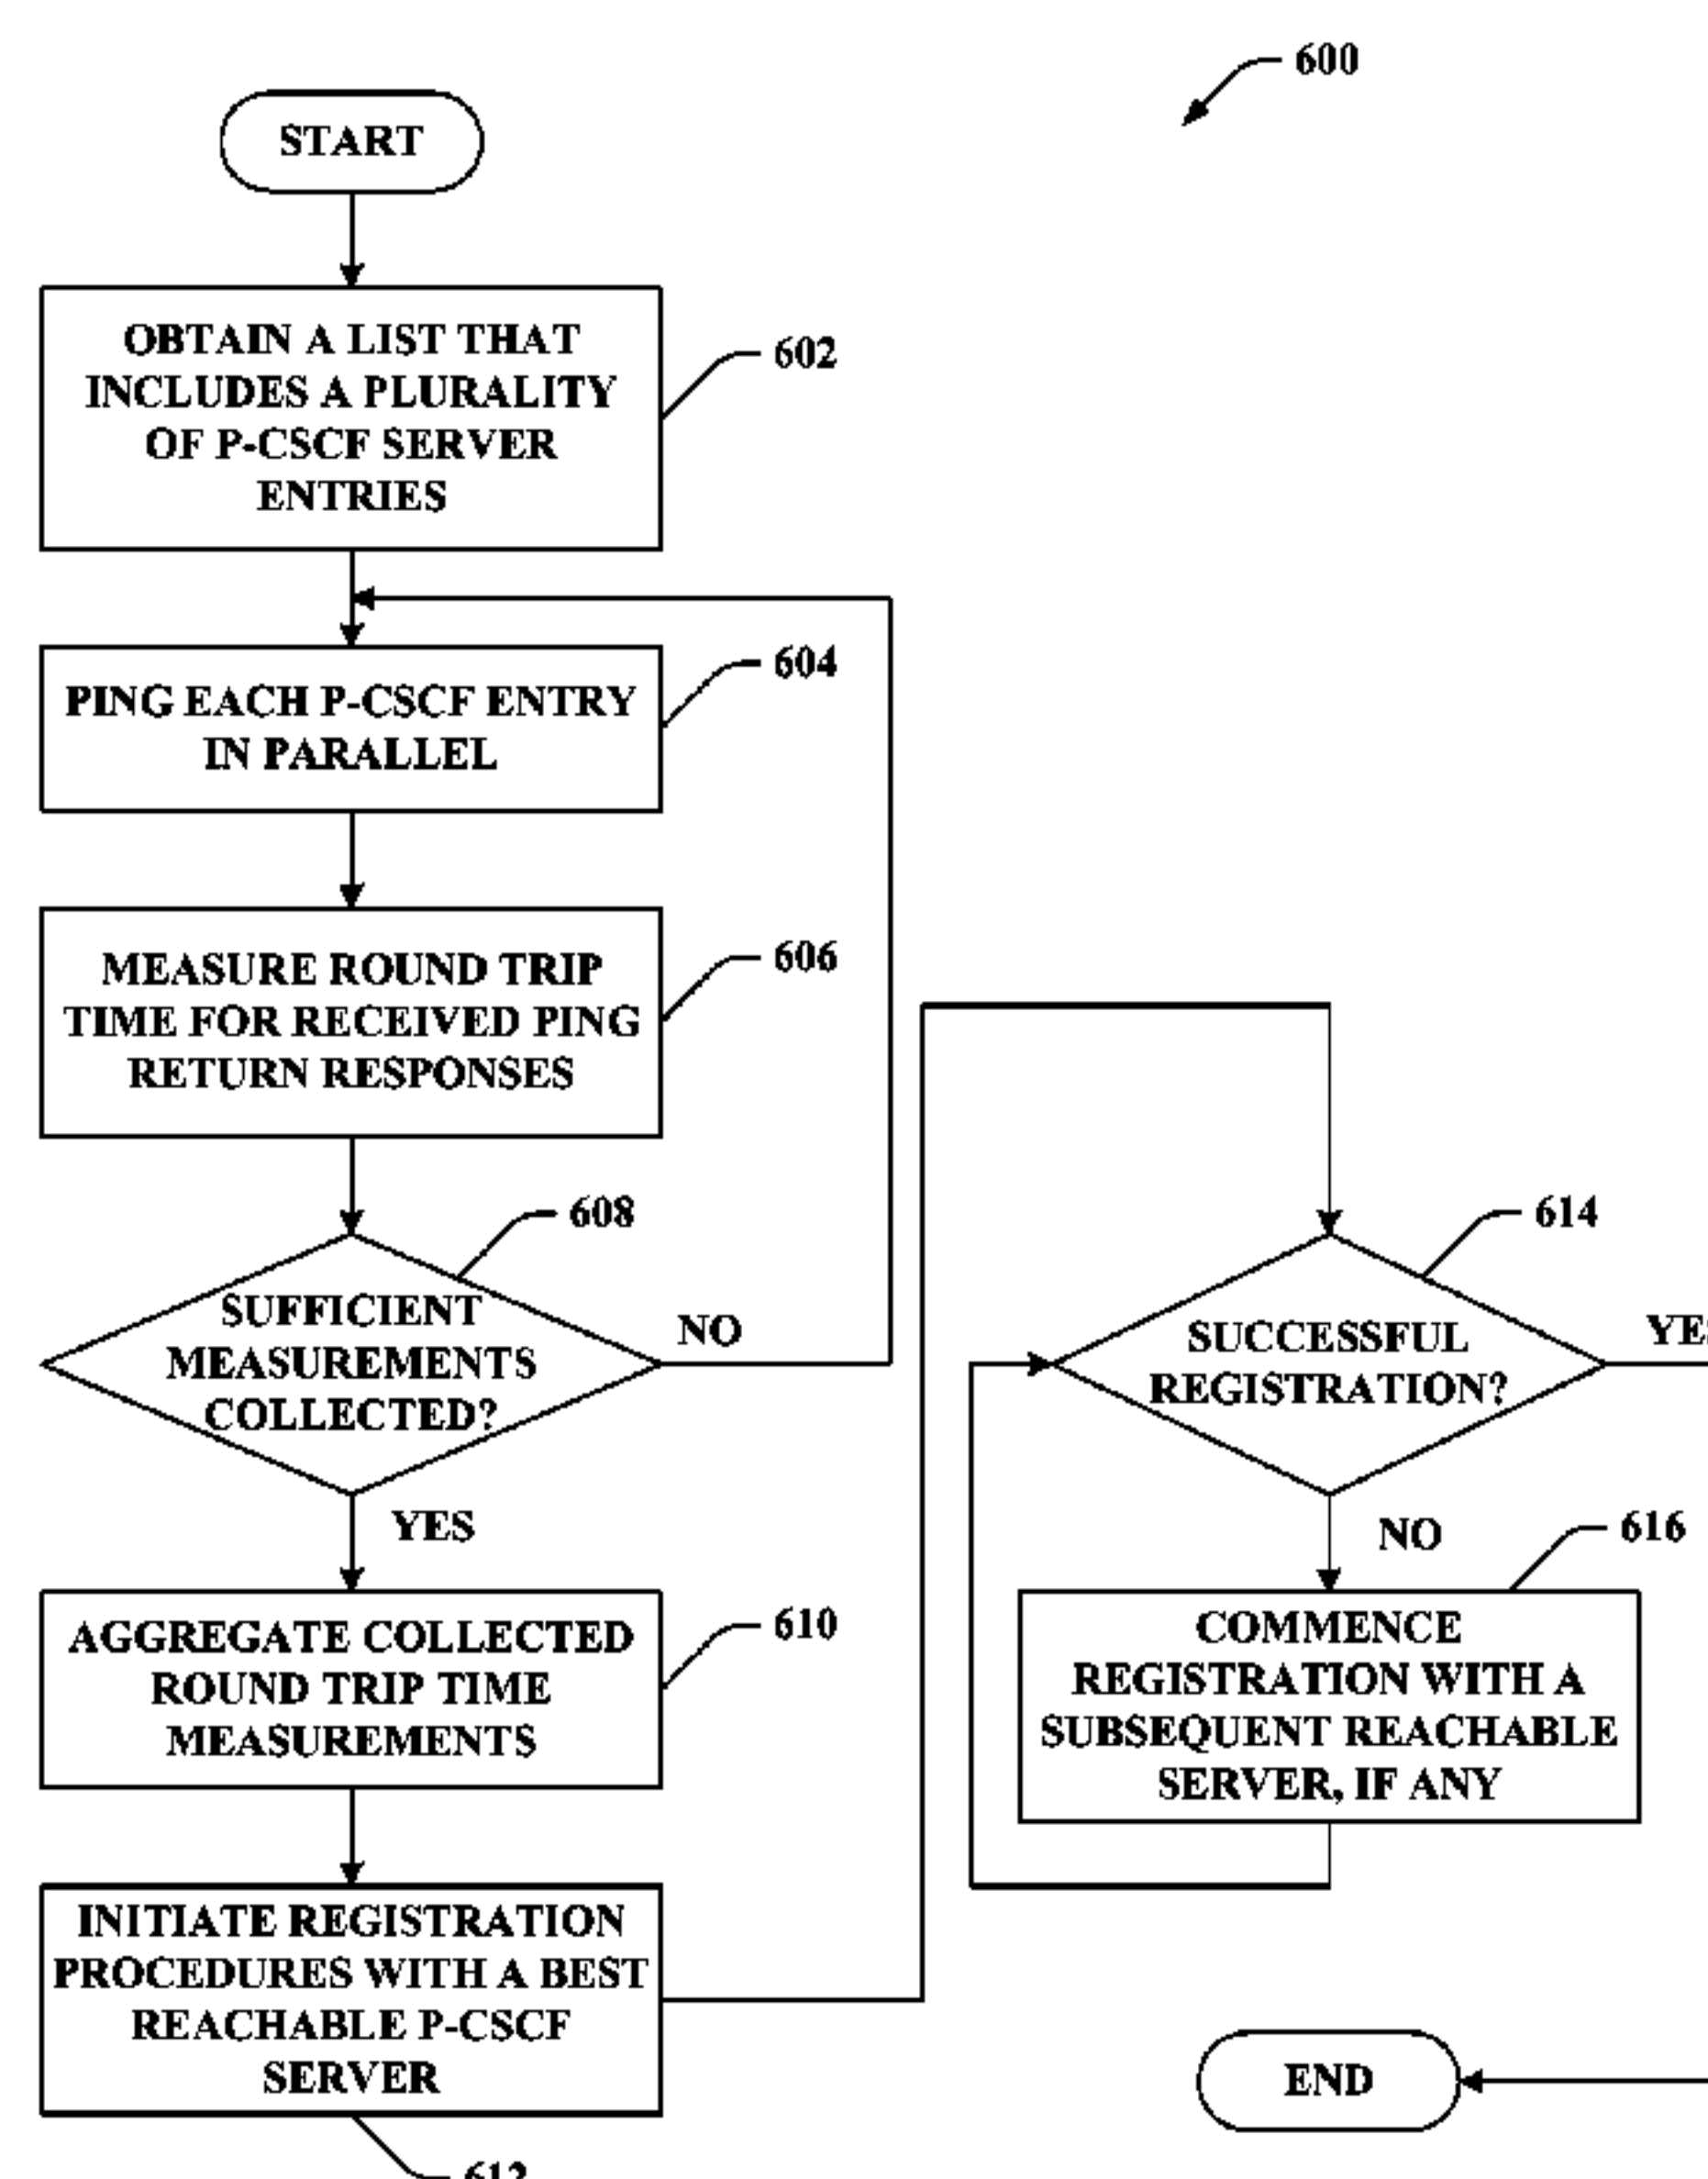 600
START
OBTAIN A LIST THAT
INCLUDES A PLURALITY
OF P-CSCF SERVER
ENTRIES
602
PING EACH P-CSCF ENTRY
IN PARALLEL
604
MEASURE ROUND TRIP
TIME FOR RECEIVED PING
RETURN RESPONSES
606
SUFFICIENT
MEASUREMENTS
COLLECTED?
608
NO
YES
AGGREGATE COLLECTED
ROUND TRIP TIME
MEASUREMENTS
610
INITIATE REGISTRATION
PROCEDURES WITH A BEST
REACHABLE P-CSCF
SERVER
612
SUCCESSFUL
REGISTRATION?
614
YES
NO
COMMENCE
REGISTRATION WITH A
SUBSEQUENT REACHABLE
SERVER, IF ANY
616
END